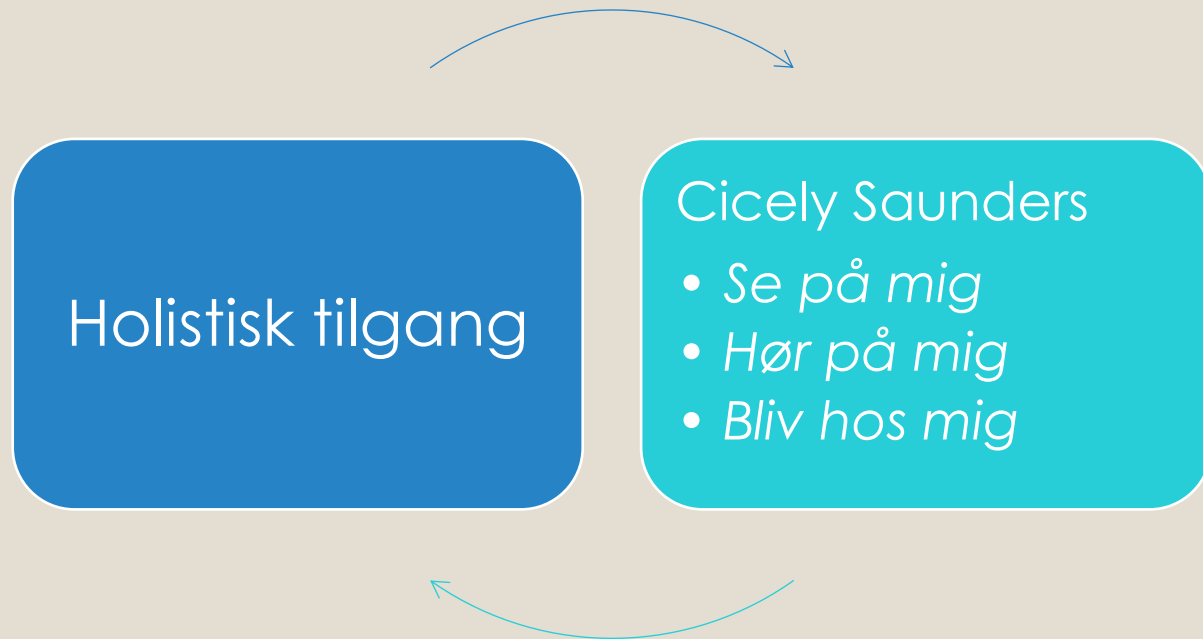 Holistisk tilgang
Cicely Saunders
• Se på mig
• Hør på mig
• Bliv hos mig